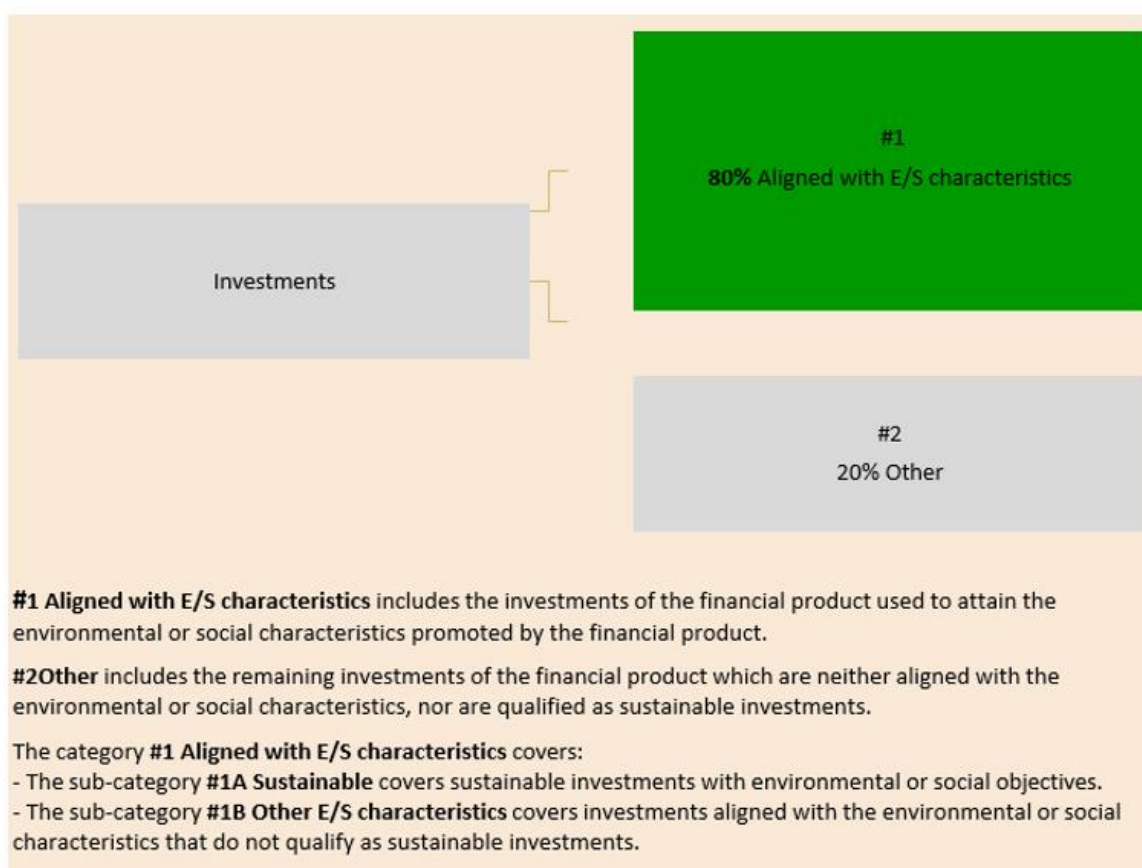 #1
80% Aligned with E/S characteristics
Investments
#2
20% Other
#1 Aligned with E/S characteristics includes the investments of the financial product used to attain the
environmental or social characteristics promoted by the financial product.
#2Other includes the remaining investments of the financial product which are neither aligned with the
environmental or social characteristics, nor are qualified as sustainable investments.
The category #1 Aligned with E/S characteristics covers:
- The sub-category #1A Sustainable covers sustainable investments with environmental or social objectives.
- The sub-category #1B Other E/S characteristics covers investments aligned with the environmental or social
characteristics that do not qualify as sustainable investments.